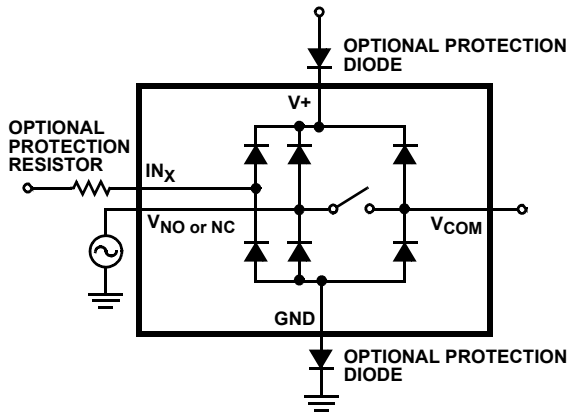 OPTIONAL PROTECTION
DIODE
V+
OPTIONAL
PROTECTION
RESISTOR
INX
VNO or NC
VCOM
GND
OPTIONAL PROTECTION
DIODE